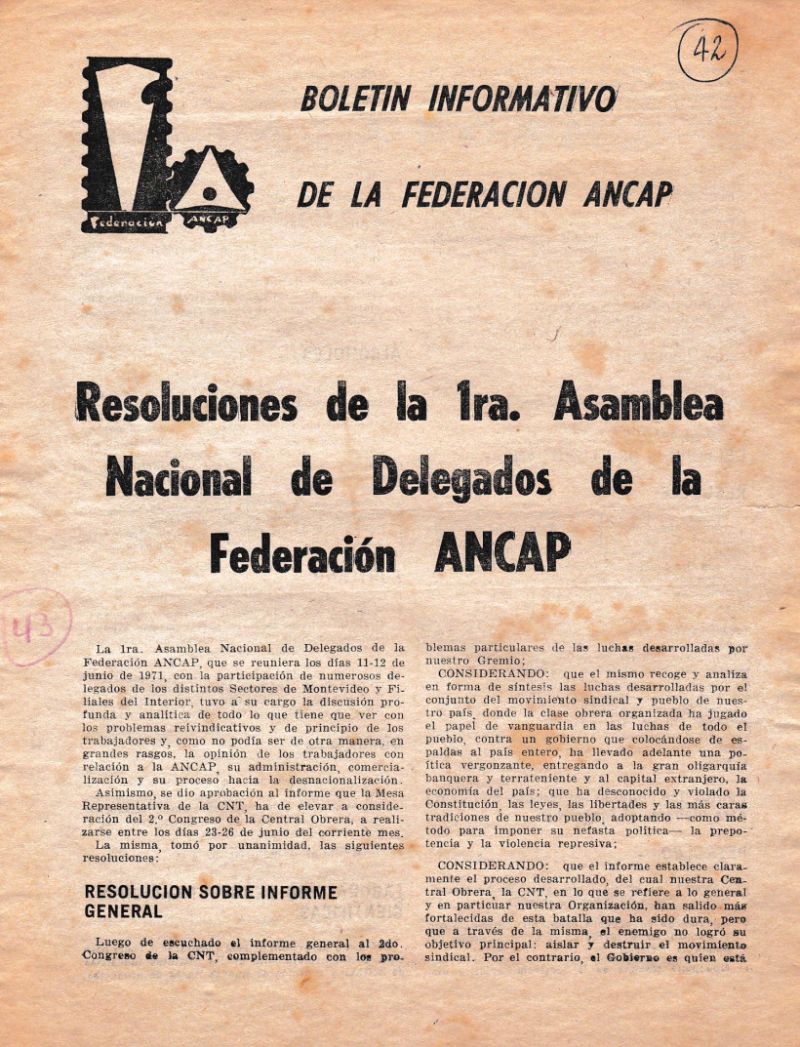 42
BOLETIN INFORMATIVO
DE LA FEDERACION ANCAP
Federación ANCAP
Resoluciones de la 1ra. Asamblea
Nacional de Delegados de la
Federación ANCAP
43
La 1ra. Asamblea Nacional de Delegados de la
Federación ANCAP, que se reuniera los días 11-12 de
junio de 1971, con la participación de numerosos de-
legados de los distintos Sectores de Montevideo y Fi-
liales del Interior, tuvo a su cargo la discusión pro-
funda y analítica de todo lo que tiene que ver con
los problemas reivindicativos y de principio de los
trabajadores y, como no podía ser de otra manera, en
grandes rasgos, la opinión de los trabajadores con
relación a la ANCAP, su administración, comercia-
lización y su proceso hacia la desnacionalización.
Asimismo, se dio aprobación al informe que la Mesa
Representativa de la CNT, ha de elevar a conside-
ración del 2.º Congreso de la Central Obrera, a reali-
zarse entre los días 23-26 de junio del corriente mes.
La misma, tomó por unanimidad, las siguientes
resoluciones:
RESOLUCION SOBRE INFORME
GENERAL
Luego de escuchado el informe general al 2do.
Congreso de la CNT, complementado con los pro-
blemas particulares de las luchas desarrolladas por
nuestro Gremio;
CONSIDERANDO: que el mismo recoge y analiza
en forma de síntesis las luchas desarrolladas por el
conjunto del movimiento sindical y pueblo de nues-
tro país, donde la clase obrera organizada ha jugado
el papel de vanguardia en las luchas de todo el
pueblo, contra un gobierno que colocándose de es-
paldas al país entero, ha llevado adelante una po-
lítica vergonzante, entregando a la gran oligarquía
banquera y terrateniente y al capital extranjero, la
economía del país; que ha desconocido y violado la
Constitución, las leyes, las libertades y las más caras
tradiciones de nuestro pueblo, adoptando —como mé-
todo para imponer su nefasta política— la prepo-
tencia y la violencia represiva;
CONSIDERANDO: que el informe establece clara-
mente el proceso desarrollado, del cual nuestra Cen-
tral Obrera, la CNT, en lo que se refiere a lo general
y en particuar nuestra Organización, han salido más
fortalecidas de esta batalla que ha sido dura, pero
que a través de la misma, el enemigo no logró su
objetivo principal: aislar y destruir el movimiento
sindical. Por el contrario, el Gobierno es quien está